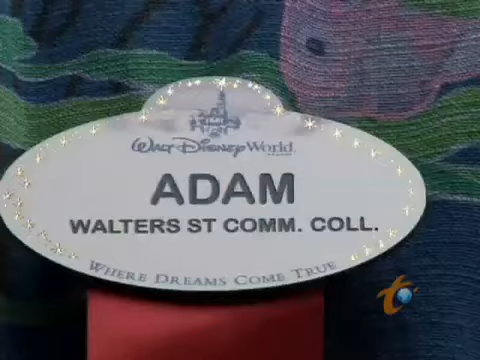 Walt Disney World
ADAM
WALTERS ST COMM. COLL.
WHERE DREAMS COME TRUE